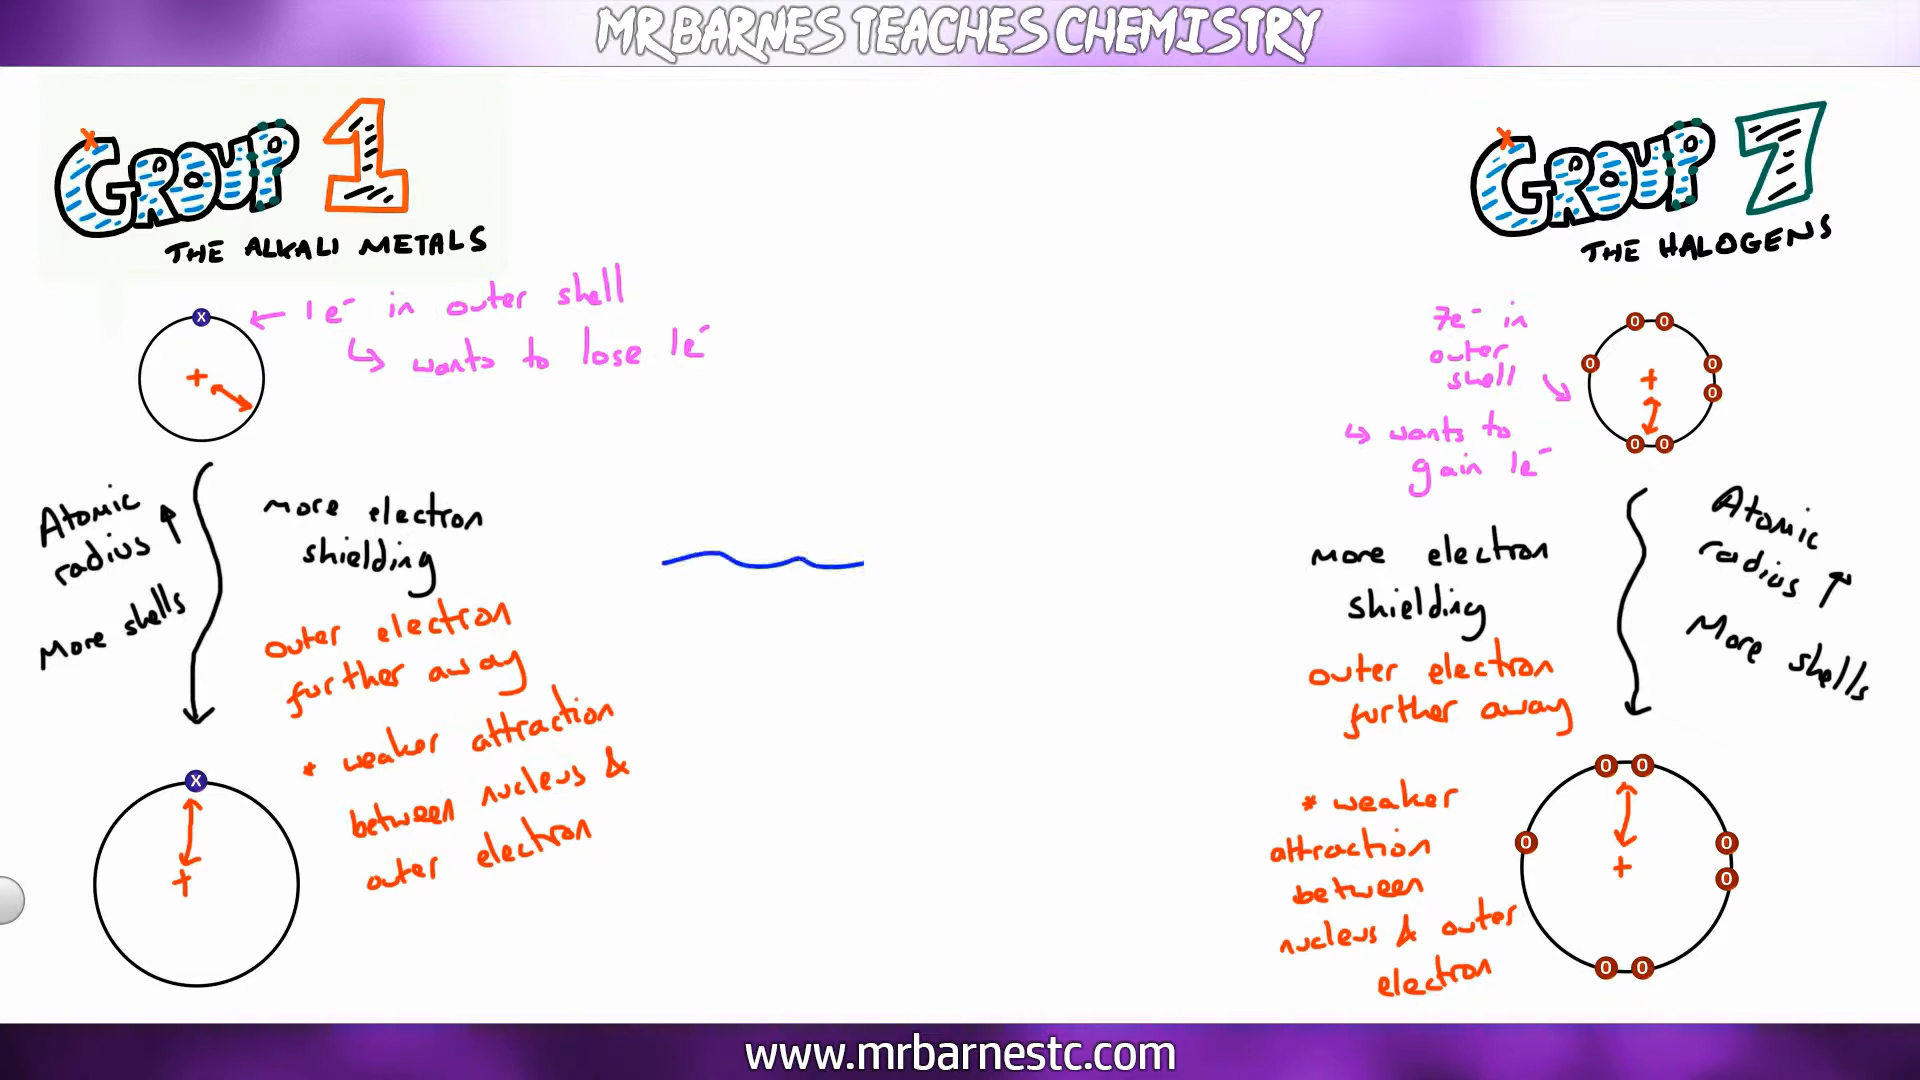 MR BARNES TEACHES CHEMISTRY
GROUP 1
THE ALKALI METALS
x
← 1e⁻ in outer shell
↳ wants to lose 1e⁻
+
Atomic
radius ↑
More shells
more electron
shielding
outer electron
further away
* weaker attraction
between nucleus &
outer electron
x
+
GROUP 7
THE HALOGENS
7e⁻ in
outer
shell
↳ wants to
gain 1e⁻
o o
o o
+
o
o o
more electron
shielding
outer electron
further away
Atomic
radius ↑
More shells
* weaker
attraction
between
nucleus & outer
electron
o o
o o
+
o
o o
www.mrbarnestc.com